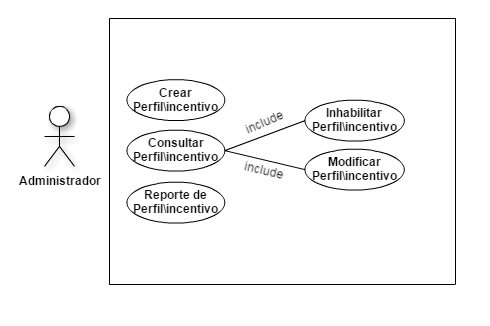 Crear
Perfil\incentivo
Consultar
Perfil\incentivo
Reporte de
Perfil\incentivo
include
include
Inhabilitar
Perfil\incentivo
Modificar
Perfil\incentivo
Administrador